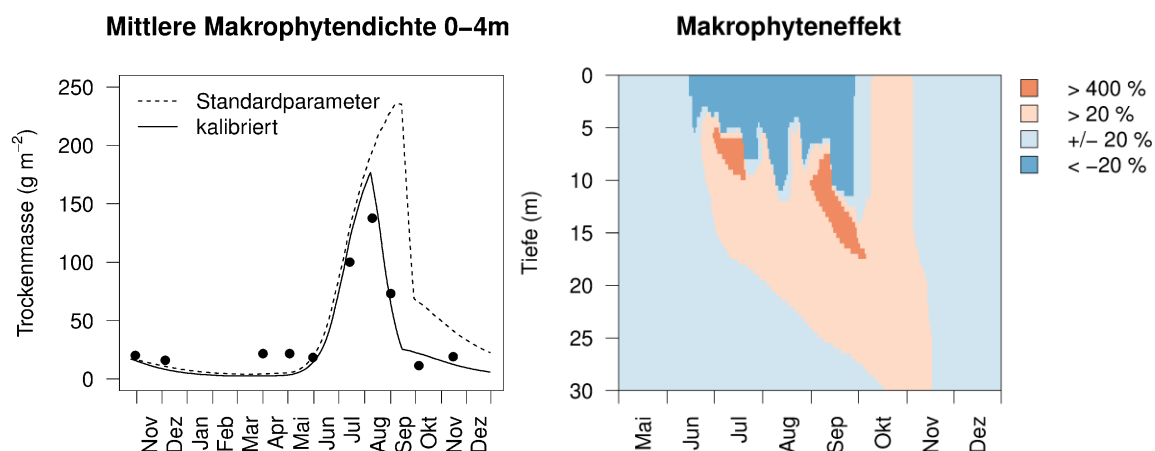 Mittlere Makrophytendichte 0−4m
Trockenmasse (g m−2)
250
200
150
100
50
0
Standardparameter
kalibriert
Nov
Dez
Jan
Feb
Mar
Apr
Mai
Jun
Jul
Aug
Sep
Okt
Nov
Dez
Makrophyteneffekt
Tiefe (m)
0
5
10
15
20
25
30
Mai
Jun
Jul
Aug
Sep
Okt
Nov
Dez
> 400 %
> 20 %
+/− 20 %
< −20 %